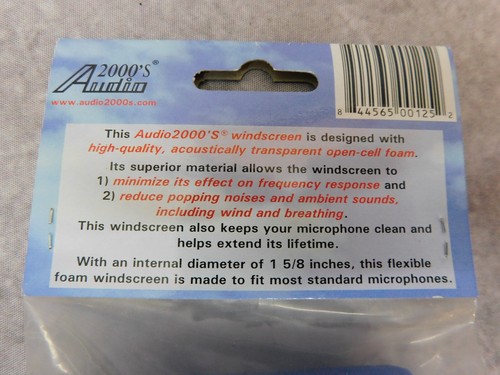 2000'S®
Audio
www.audio2000s.com
8 44565 00125 2
This Audio2000'S® windscreen is designed with
high-quality, acoustically transparent open-cell foam.
Its superior material allows the windscreen to
1) minimize its effect on frequency response and
2) reduce popping noises and ambient sounds,
including wind and breathing.
This windscreen also keeps your microphone clean and
helps extend its lifetime.
With an internal diameter of 1 5/8 inches, this flexible
foam windscreen is made to fit most standard microphones.